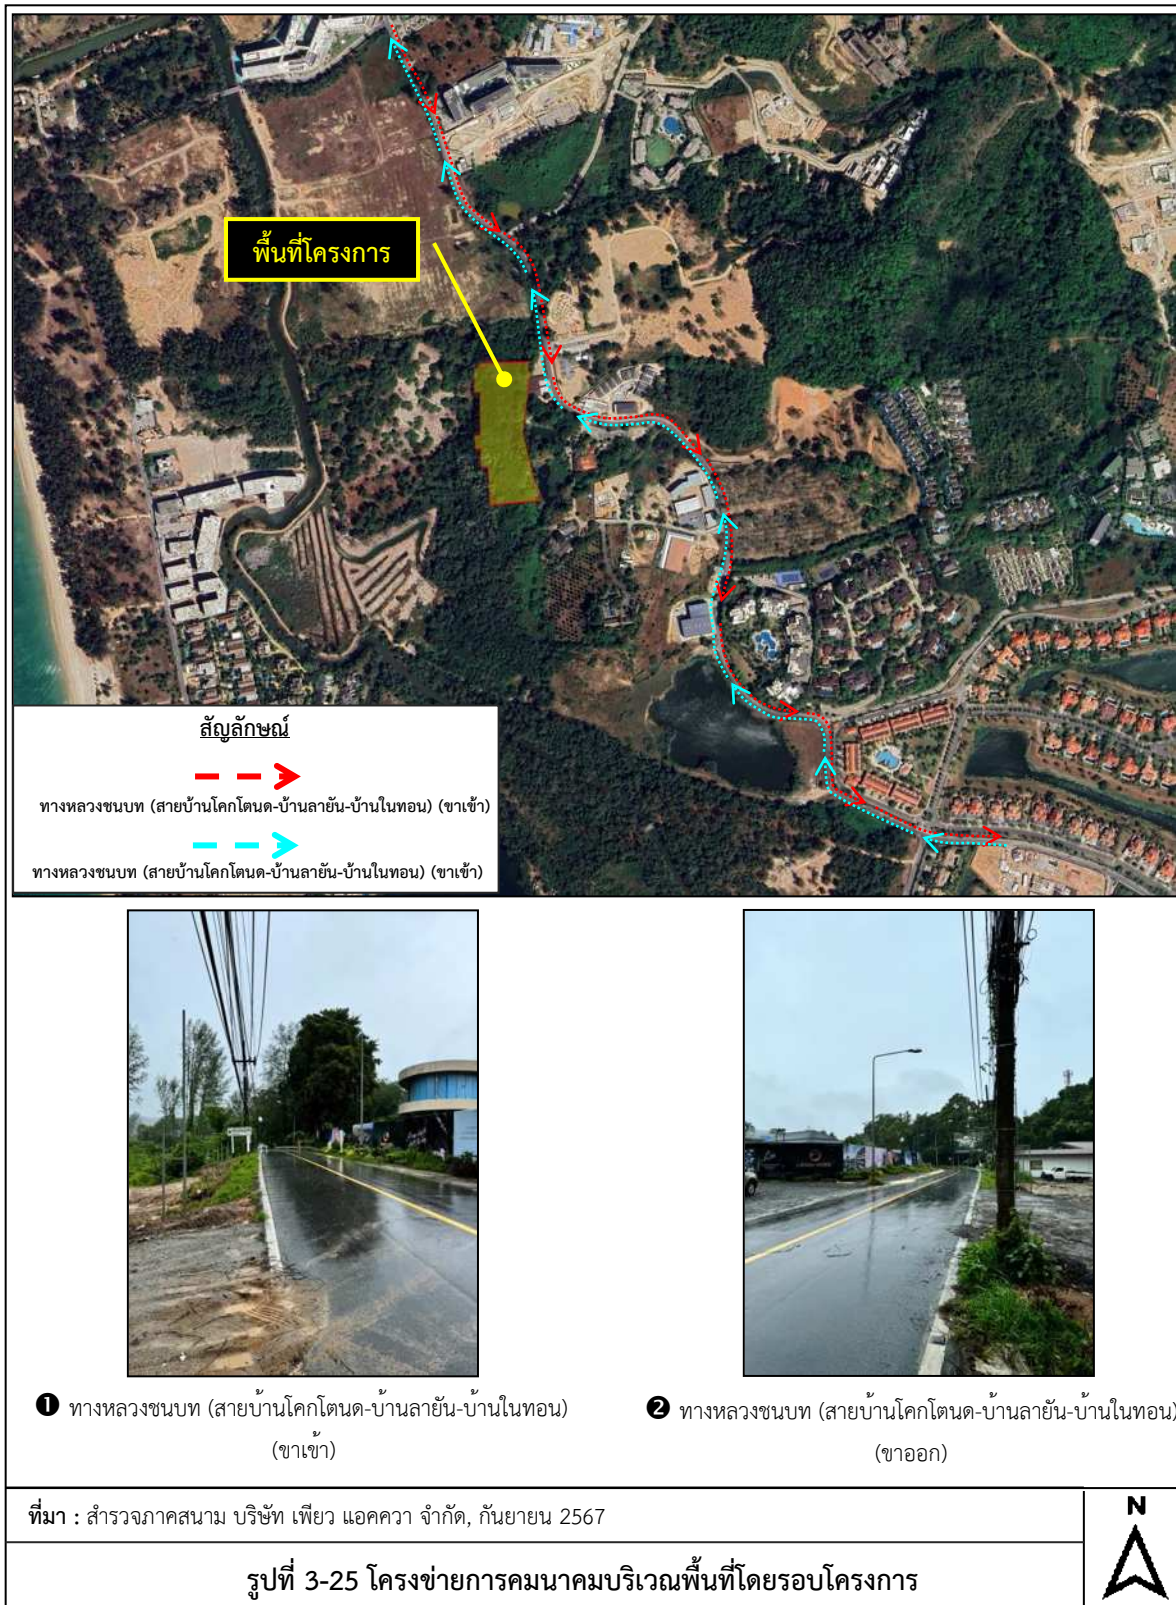 พื้นที่โครงการ
สัญลักษณ์
ทางหลวงชนบท (สายบ้านโคกโตนด-บ้านลายัน-บ้านในทอน) (ขาเข้า)
ทางหลวงชนบท (สายบ้านโคกโตนด-บ้านลายัน-บ้านในทอน) (ขาเข้า)
❶ ทางหลวงชนบท (สายบ้านโคกโตนด-บ้านลายัน-บ้านในทอน)
(ขาเข้า)
❷ ทางหลวงชนบท (สายบ้านโคกโตนด-บ้านลายัน-บ้านในทอน)
(ขาออก)
ที่มา : สำรวจภาคสนาม บริษัท เพียว แอคควา จำกัด, กันยายน 2567
N
รูปที่ 3-25 โครงข่ายการคมนาคมบริเวณพื้นที่โดยรอบโครงการ